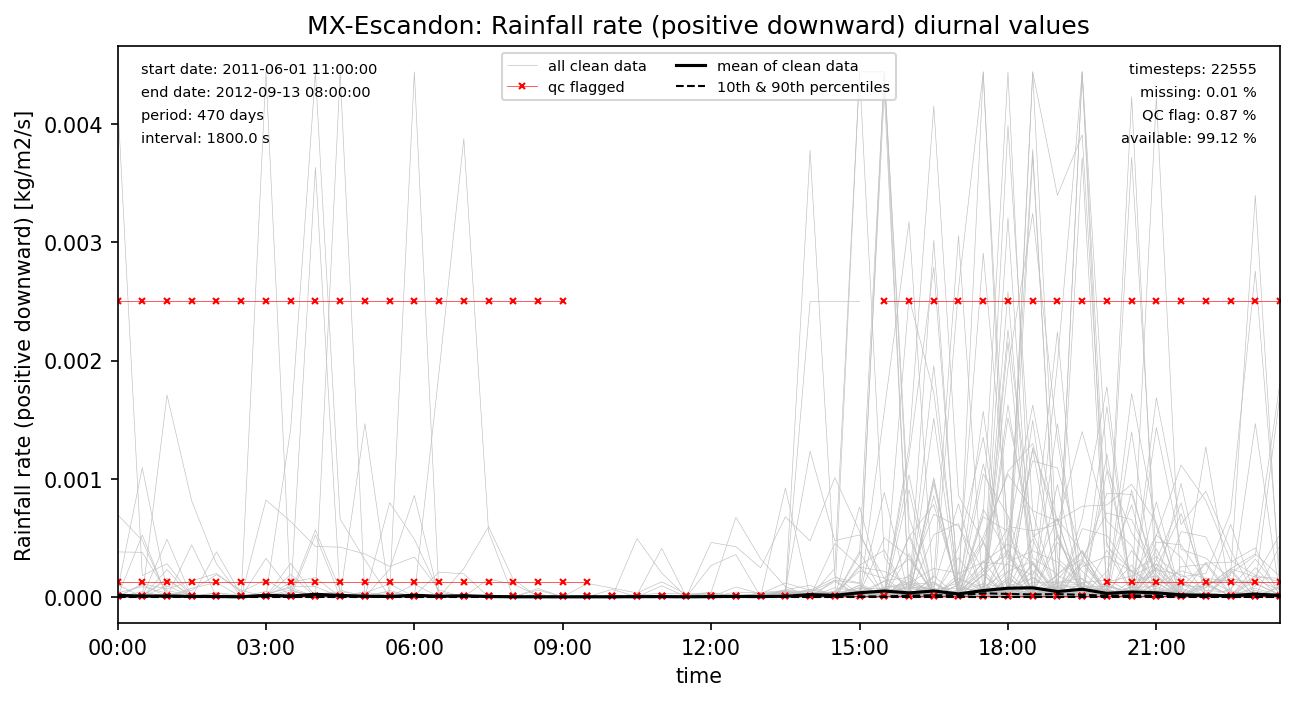 MX-Escandon: Rainfall rate (positive downward) diurnal values
start date: 2011-06-01 11:00:00
end date: 2012-09-13 08:00:00
period: 470 days
interval: 1800.0 s
all clean data
qc flagged
mean of clean data
10th & 90th percentiles
timesteps: 22555
missing: 0.01 %
QC flag: 0.87 %
available: 99.12 %
Rainfall rate (positive downward) [kg/m2/s]
0.004
0.003
0.002
0.001
0.000
00:00
03:00
06:00
09:00
12:00
15:00
18:00
21:00
time